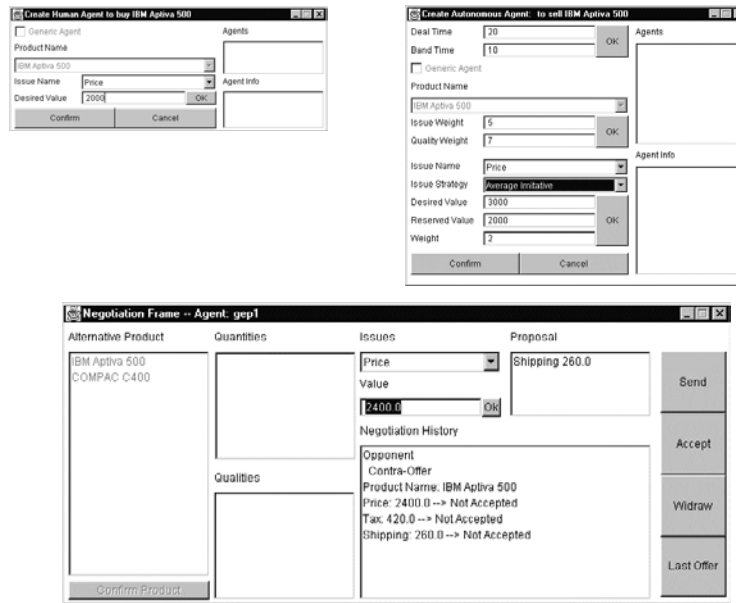 Create Human Agent to buy IBM Aptiva 500
Generic Agent
Agents
Product Name
IBM Aptiva 500
Issue Name Price
Agent Info
Desired Value 2000 OK
Confirm Cancel
Create Autonomous Agent: to sell IBM Aptiva 500
Deal Time 20
OK
Agents
Band Time 10
Generic Agent
Product Name
IBM Aptiva 500
Issue Weight 5
OK
Quality Weight 7
Agent Info
Issue Name Price
Issue Strategy Average Imitative
Desired Value 3000
Reserved Value 2000 OK
Weight 2
Confirm Cancel
Negotiation Frame -- Agent: gep1
Alternative Product Quantities Issues Proposal
IBM Aptiva 500 Price Shipping 260.0
COMPAC C400
Value
Send
2400.0 Ok
Negotiation History
Opponent
Accept
Contra-Offer
Qualities
Product Name: IBM Aptiva 500
Price: 2400.0 --> Not Accepted
Widraw
Tax: 420.0 --> Not Accepted
Shipping: 260.0 --> Not Accepted
Last Offer
Confirm Product